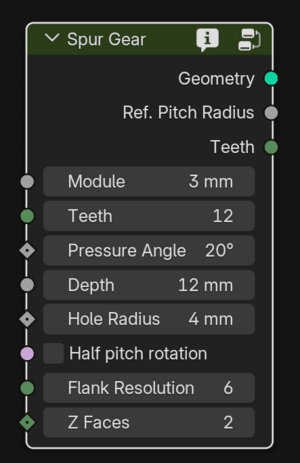 Spur Gear
Geometry
Ref. Pitch Radius
Teeth
Module 3 mm
Teeth 12
Pressure Angle 20°
Depth 12 mm
Hole Radius 4 mm
Half pitch rotation
Flank Resolution 6
Z Faces 2